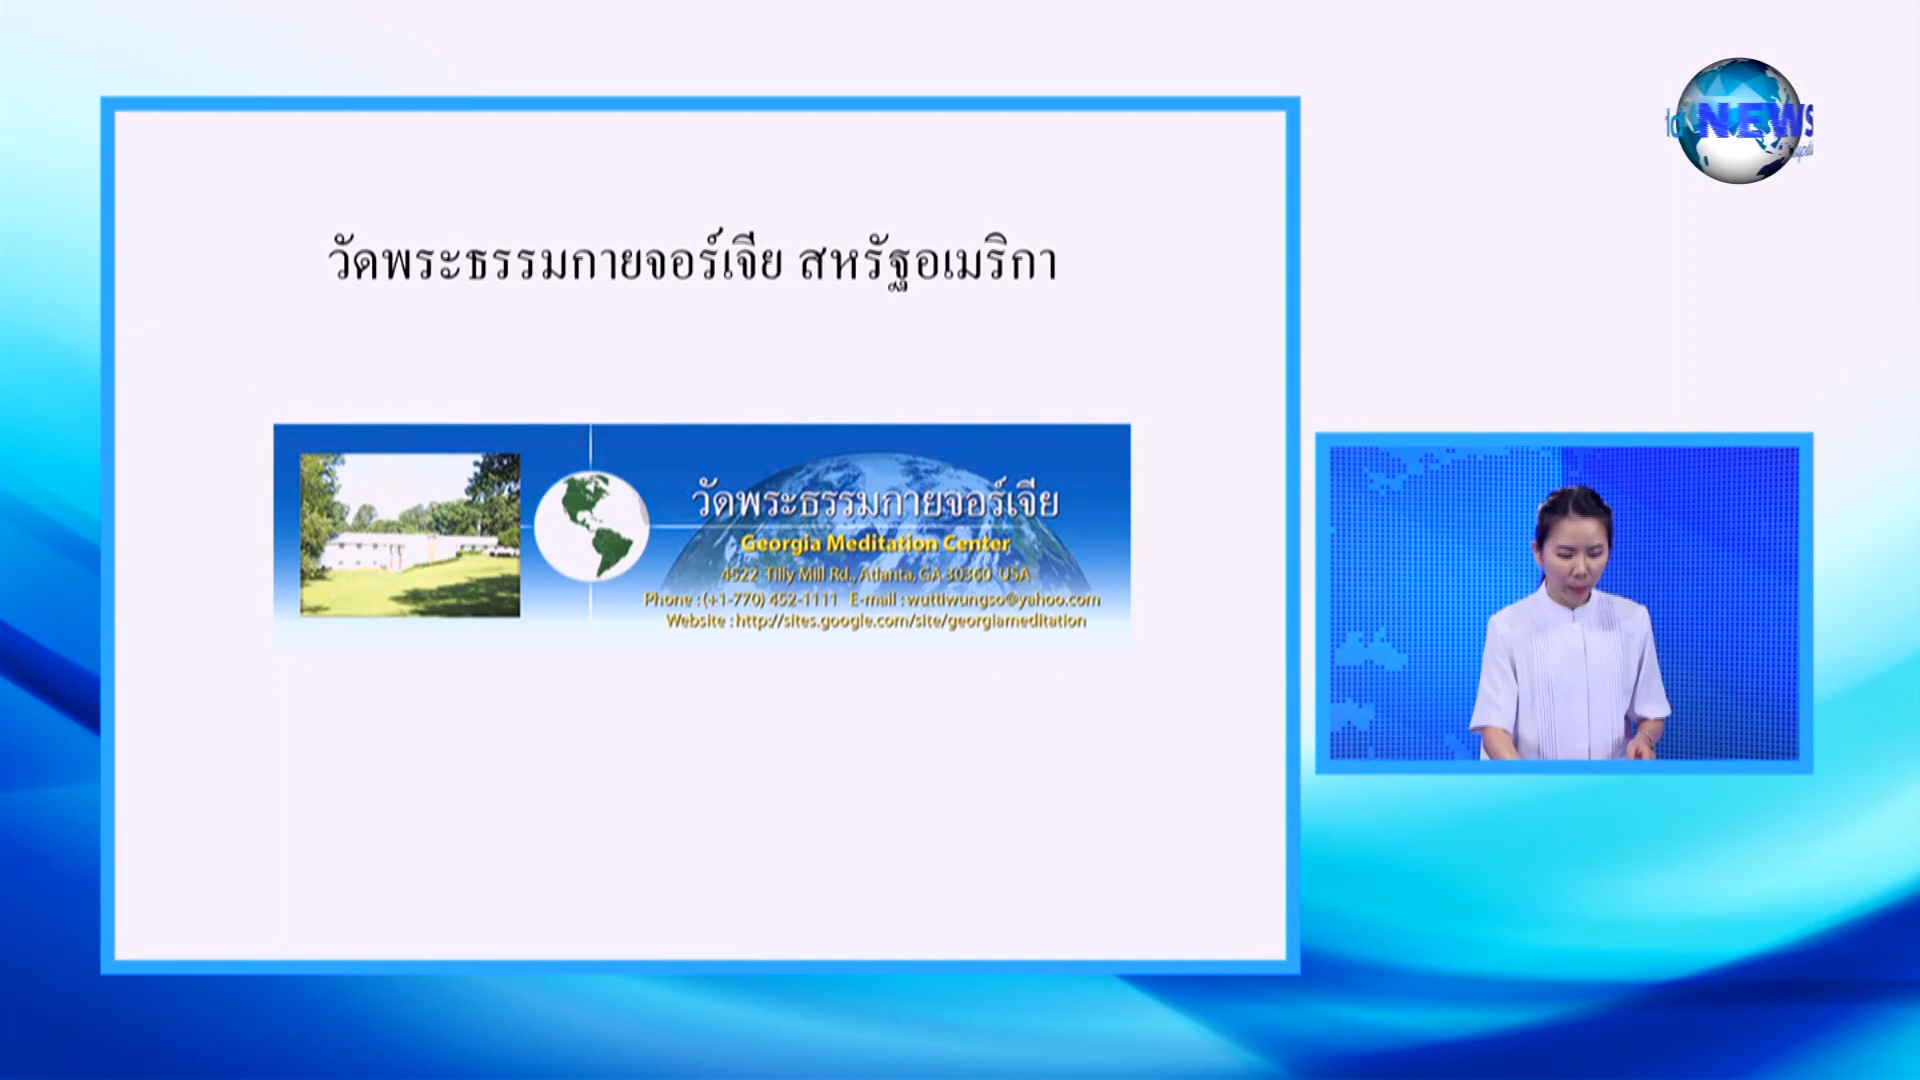 วัดพระธรรมกายจอร์เจีย สหรัฐอเมริกา
NEWS
วัดพระธรรมกายจอร์เจีย
Georgia Meditation Center
4522 Tilly Mill Rd., Atlanta, GA 30360 USA
Phone : (+1-770) 452-1111 E-mail : wuttiwungso@yahoo.com
Website : http://sites.google.com/site/georgiameditation